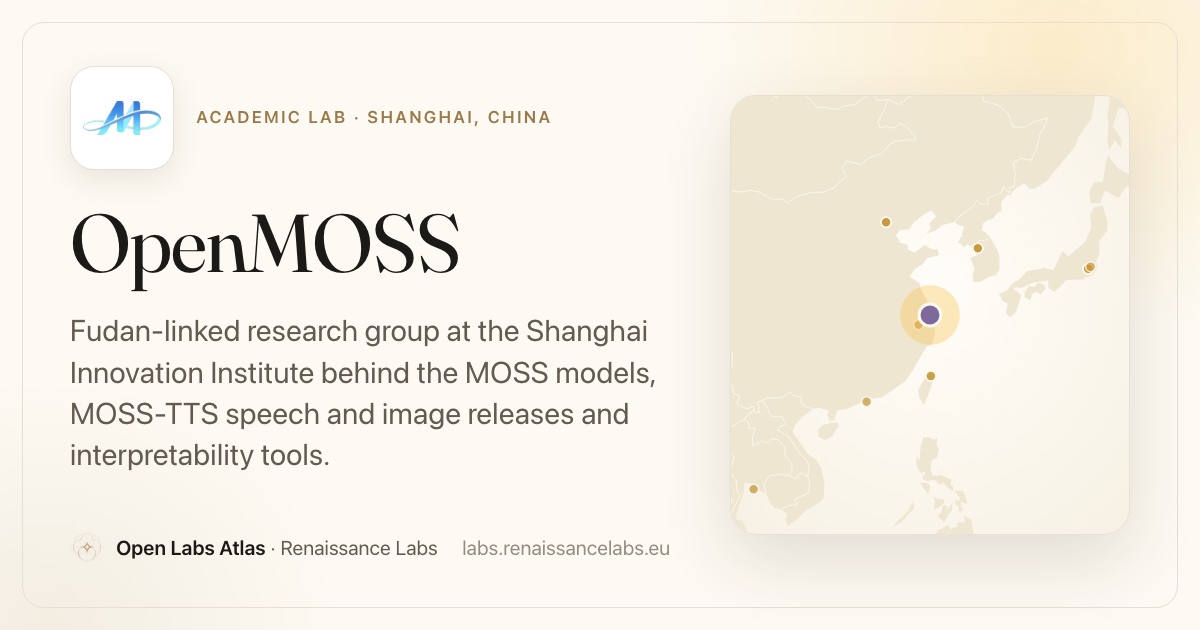 ACADEMIC LAB · SHANGHAI, CHINA
OpenMOSS
Fudan-linked research group at the Shanghai
Innovation Institute behind the MOSS models,
MOSS-TTS speech and image releases and
interpretability tools.
Open Labs Atlas · Renaissance Labs labs.renaissancelabs.eu